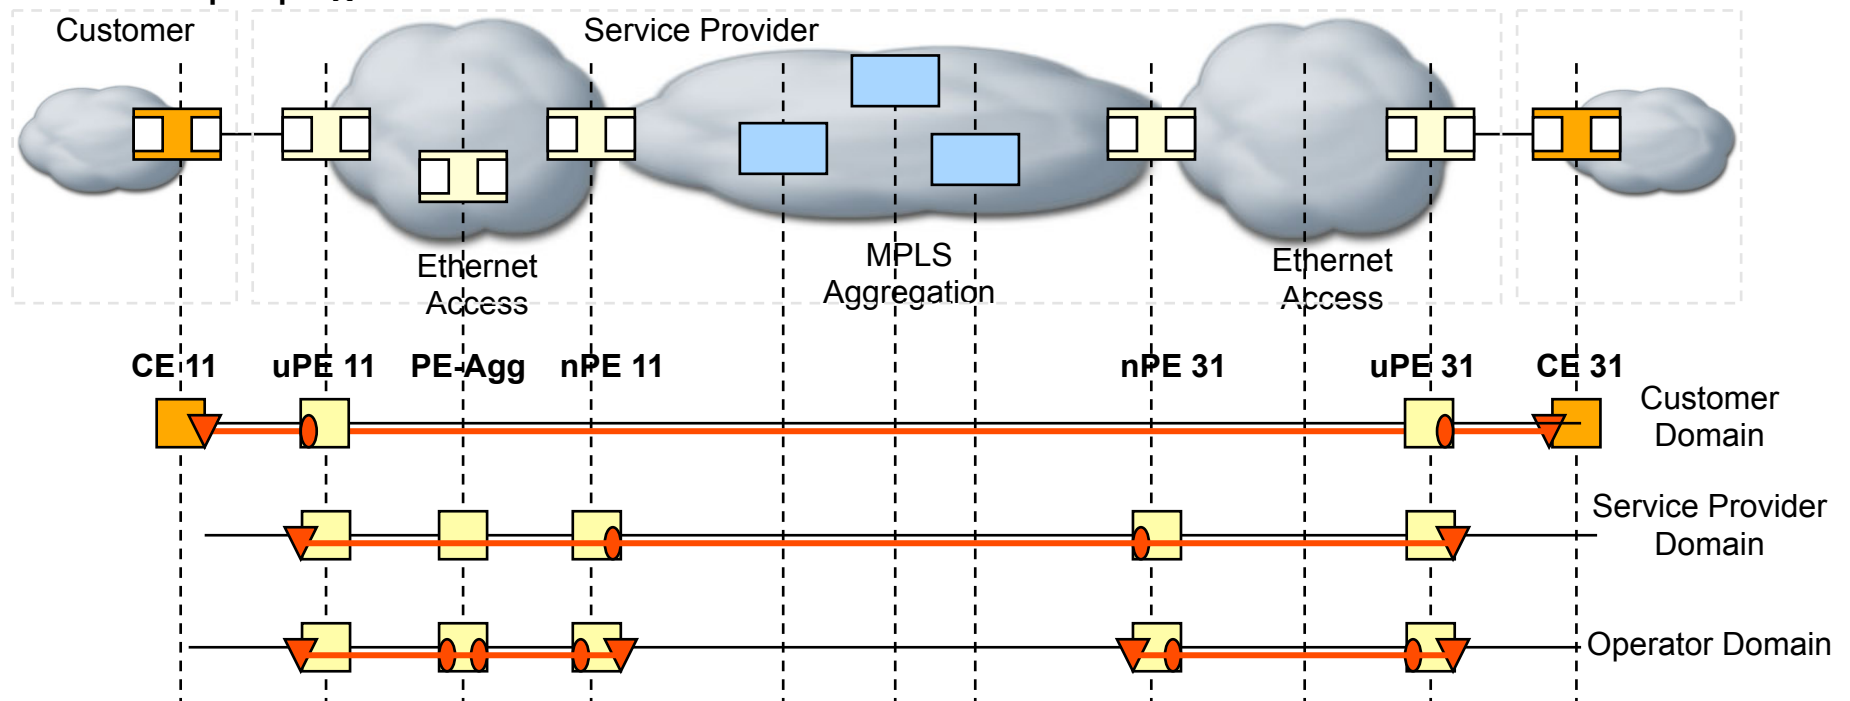 Customer
Service Provider
Ethernet
Access
MPLS
Aggregation
Ethernet
Access
CE 11
uPE 11
PE-Agg
nPE 11
nPE 31
uPE 31
CE 31
Customer
Domain
Service Provider
Domain
Operator Domain